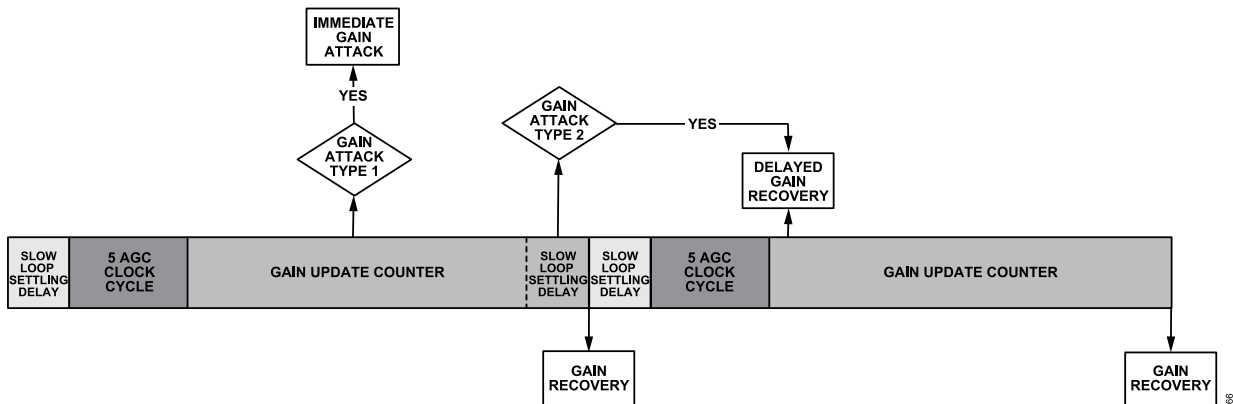 IMMEDIATE
GAIN
ATTACK
YES
GAIN
ATTACK
TYPE 1
GAIN
ATTACK
TYPE 2
YES
DELAYED
GAIN
RECOVERY
SLOW
LOOP
SETTLING
DELAY
5 AGC
CLOCK
CYCLE
GAIN UPDATE COUNTER
SLOW
LOOP
SETTLING
DELAY
SLOW
LOOP
SETTLING
DELAY
5 AGC
CLOCK
CYCLE
GAIN UPDATE COUNTER
GAIN
RECOVERY
GAIN
RECOVERY